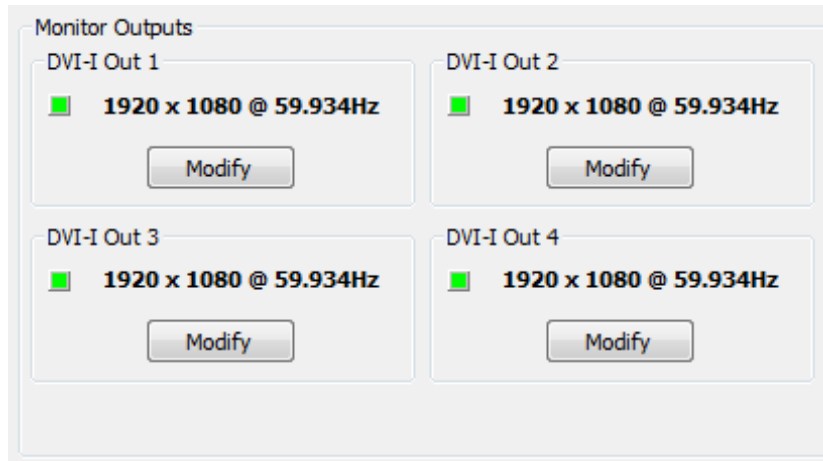 Monitor Outputs
DVI-I Out 1
1920 x 1080 @ 59.934Hz
Modify
DVI-I Out 2
1920 x 1080 @ 59.934Hz
Modify
DVI-I Out 3
1920 x 1080 @ 59.934Hz
Modify
DVI-I Out 4
1920 x 1080 @ 59.934Hz
Modify